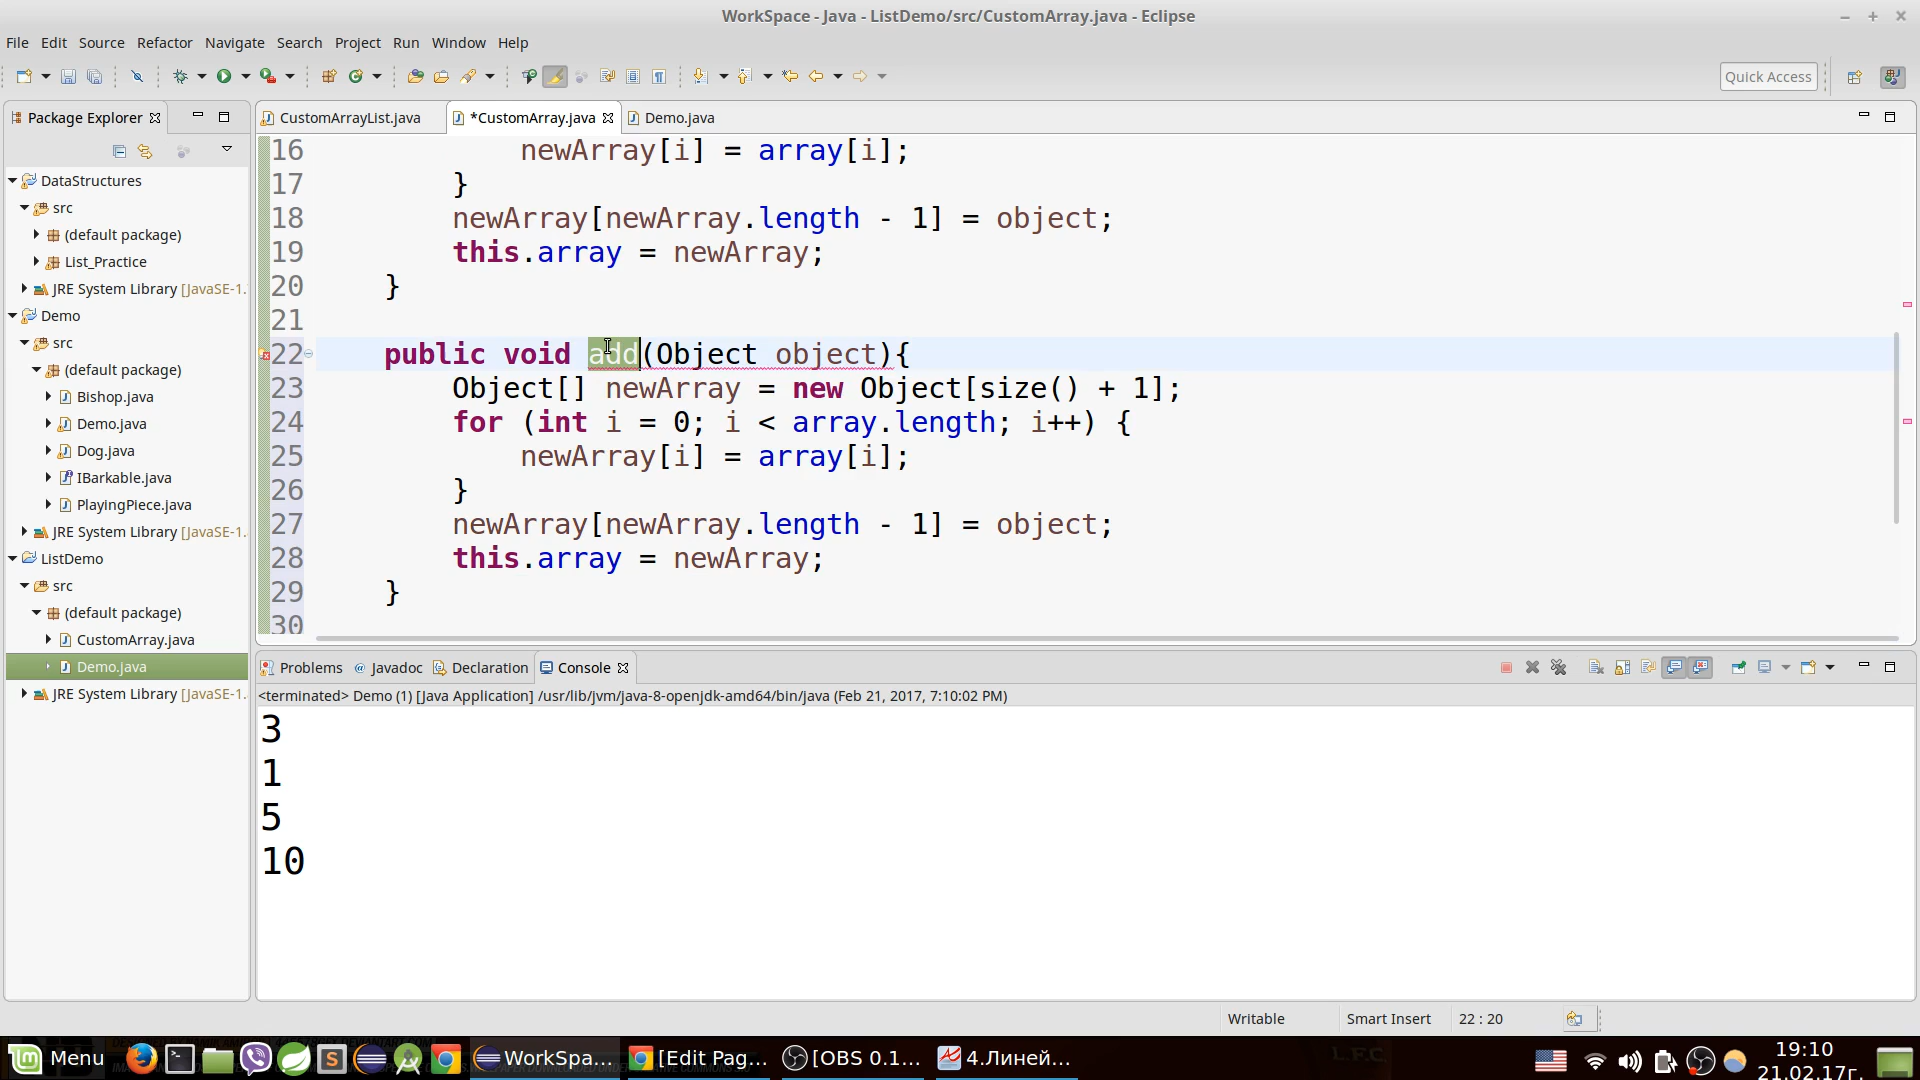 WorkSpace - Java - ListDemo/src/CustomArray.java - Eclipse
File Edit Source Refactor Navigate Search Project Run Window Help
Quick Access
Package Explorer
DataStructures
src
(default package)
List_Practice
JRE System Library [JavaSE-1.
Demo
src
(default package)
Bishop.java
Demo.java
Dog.java
IBarkable.java
PlayingPiece.java
JRE System Library [JavaSE-1.
ListDemo
src
(default package)
CustomArray.java
Demo.java
JRE System Library [JavaSE-1.
CustomArrayList.java *CustomArray.java Demo.java
16 newArray[i] = array[i];
17 }
18 newArray[newArray.length - 1] = object;
19 this.array = newArray;
20 }
21
22 public void add(Object object){
23 Object[] newArray = new Object[size() + 1];
24 for (int i = 0; i < array.length; i++) {
25 newArray[i] = array[i];
26 }
27 newArray[newArray.length - 1] = object;
28 this.array = newArray;
29 }
30
Problems @ Javadoc Declaration Console
<terminated> Demo (1) [Java Application] /usr/lib/jvm/java-8-openjdk-amd64/bin/java (Feb 21, 2017, 7:10:02 PM)
3
1
5
10
Writable Smart Insert 22 : 20
Menu WorkSpa... [Edit Pag... [OBS 0.1... 4.Линей... 19:10
21.02.17г.